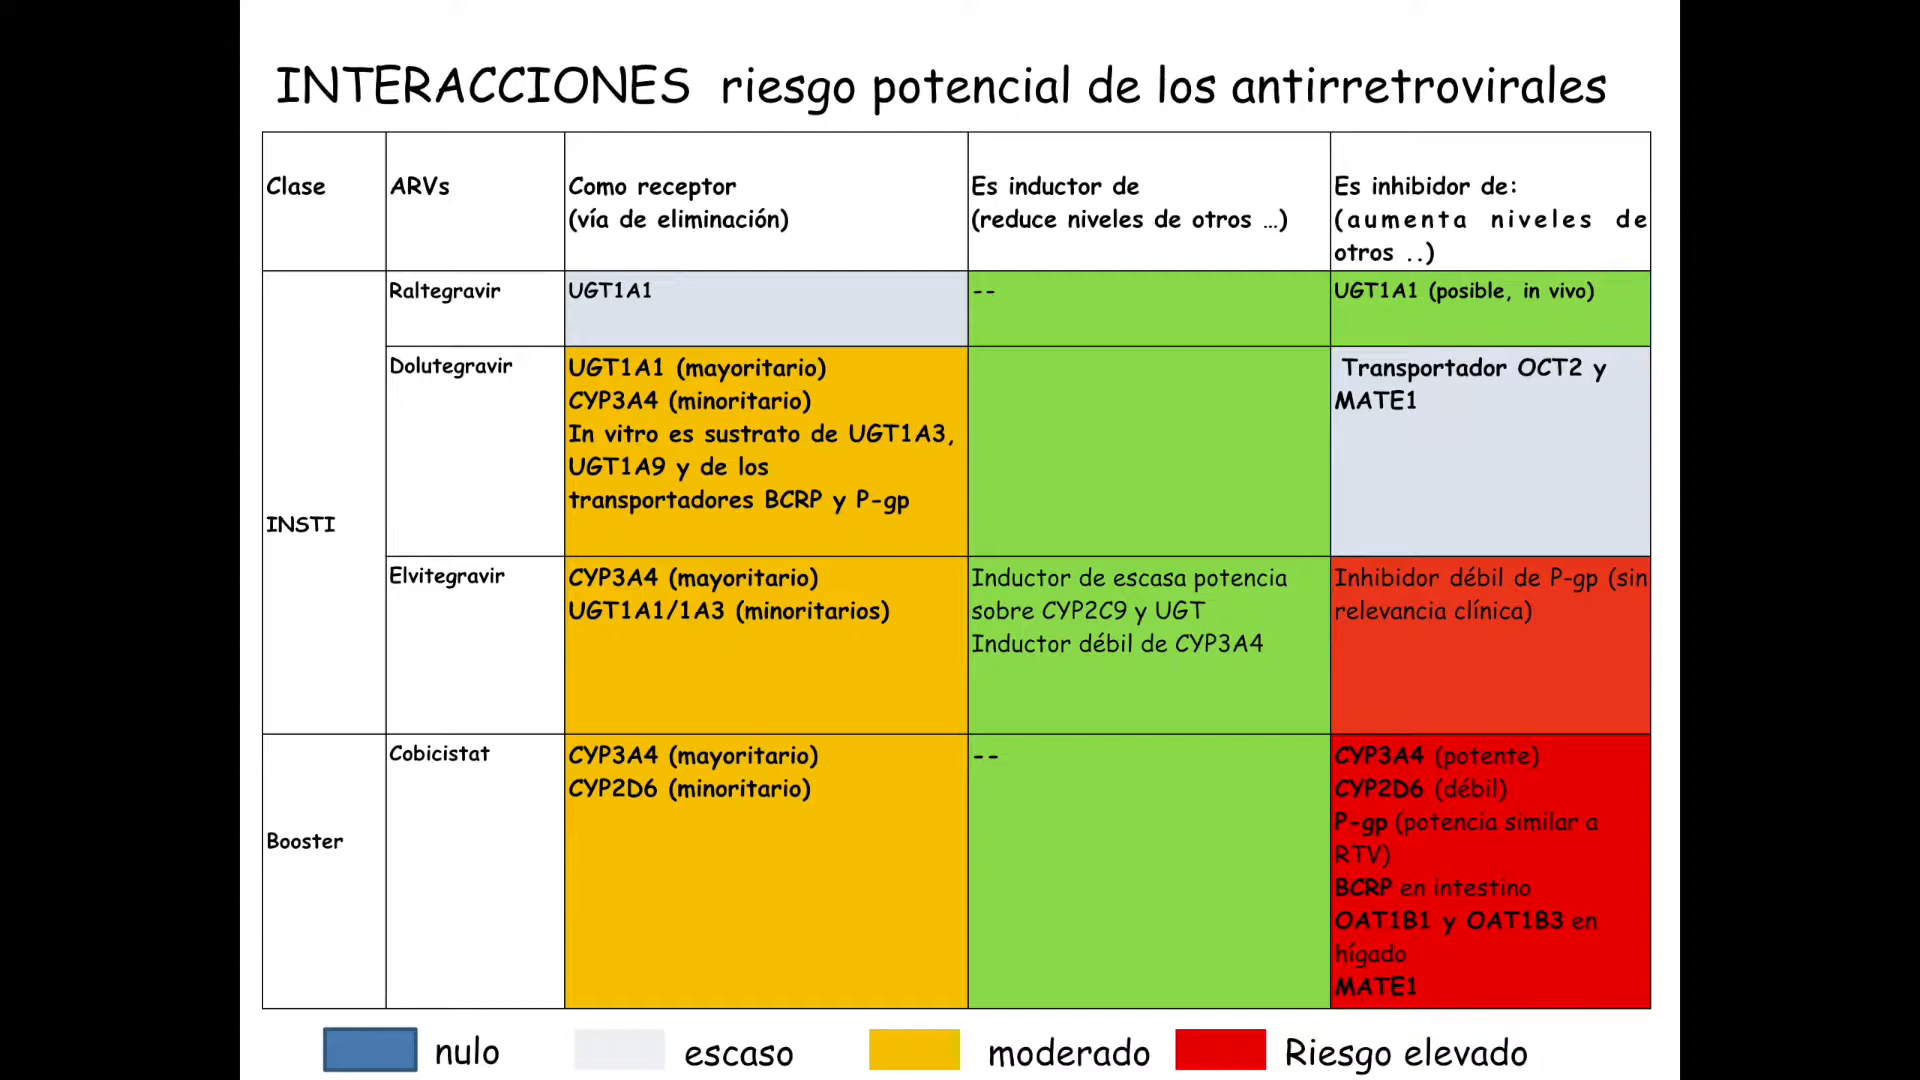 INTERACCIONES riesgo potencial de los antirretrovirales
Clase
ARVs
Como receptor
(vía de eliminación)
Es inductor de
(reduce niveles de otros …)
Es inhibidor de:
(aumenta niveles de
otros ..)
INSTI
Raltegravir
UGT1A1
--
UGT1A1 (posible, in vivo)
Dolutegravir
UGT1A1 (mayoritario)
CYP3A4 (minoritario)
In vitro es sustrato de UGT1A3,
UGT1A9 y de los
transportadores BCRP y P-gp
Transportador OCT2 y
MATE1
Elvitegravir
CYP3A4 (mayoritario)
UGT1A1/1A3 (minoritarios)
Inductor de escasa potencia
sobre CYP2C9 y UGT
Inductor débil de CYP3A4
Inhibidor débil de P-gp (sin
relevancia clínica)
Booster
Cobicistat
CYP3A4 (mayoritario)
CYP2D6 (minoritario)
--
CYP3A4 (potente)
CYP2D6 (débil)
P-gp (potencia similar a
RTV)
BCRP en intestino
OAT1B1 y OAT1B3 en
hígado
MATE1
nulo
escaso
moderado
Riesgo elevado